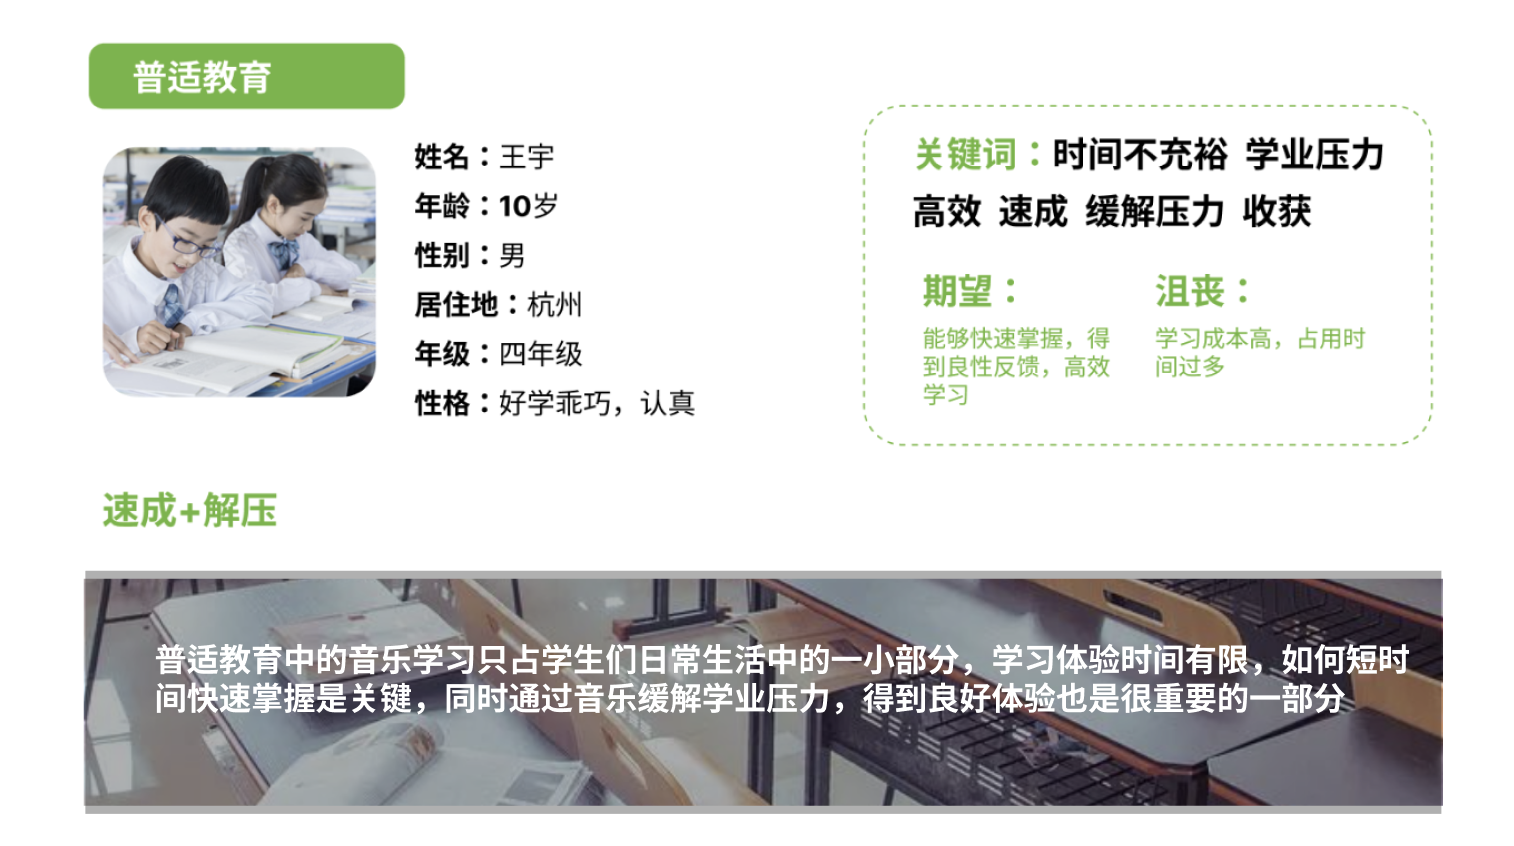 普适教育
姓名：王宇
年龄：10岁
性别：男
居住地：杭州
年级：四年级
性格：好学乖巧，认真
关键词：时间不充裕 学业压力
高效 速成 缓解压力 收获
期望：
能够快速掌握，得
到良性反馈，高效
学习
沮丧：
学习成本高，占用时
间过多
速成+解压
普适教育中的音乐学习只占学生们日常生活中的一小部分，学习体验时间有限，如何短时
间快速掌握是关键，同时通过音乐缓解学业压力，得到良好体验也是很重要的一部分